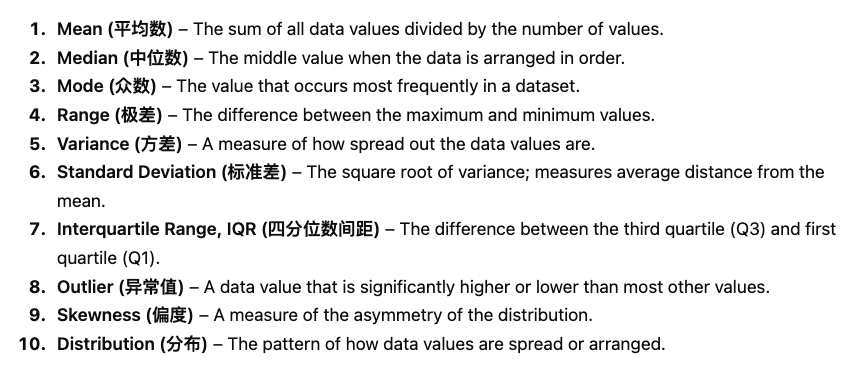 1. Mean (平均数) – The sum of all data values divided by the number of values.
2. Median (中位数) – The middle value when the data is arranged in order.
3. Mode (众数) – The value that occurs most frequently in a dataset.
4. Range (极差) – The difference between the maximum and minimum values.
5. Variance (方差) – A measure of how spread out the data values are.
6. Standard Deviation (标准差) – The square root of variance; measures average distance from the
mean.
7. Interquartile Range, IQR (四分位数间距) – The difference between the third quartile (Q3) and first
quartile (Q1).
8. Outlier (异常值) – A data value that is significantly higher or lower than most other values.
9. Skewness (偏度) – A measure of the asymmetry of the distribution.
10. Distribution (分布) – The pattern of how data values are spread or arranged.